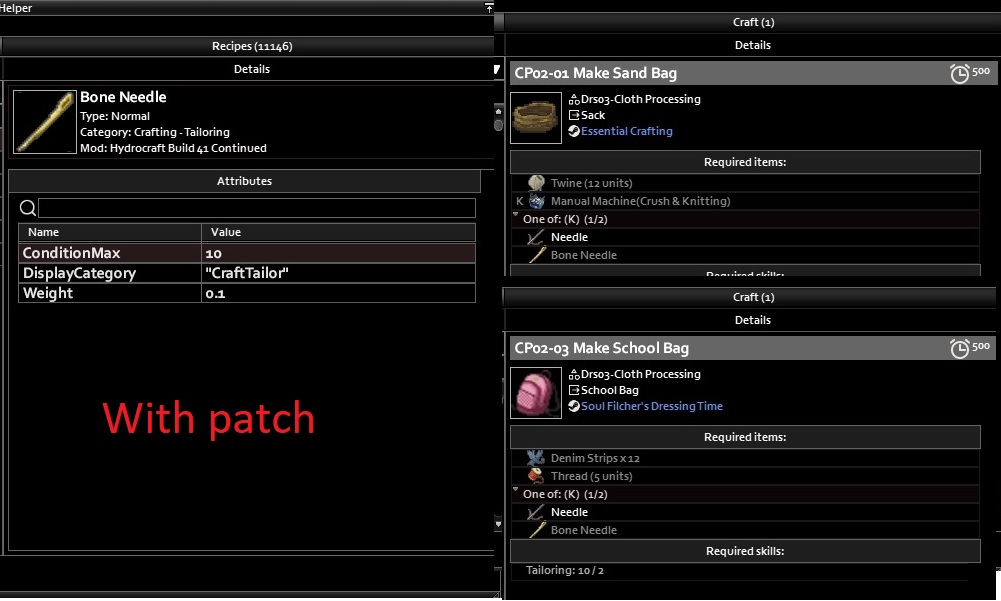 Helper
Recipes (11146)
Details
Bone Needle
Type: Normal
Category: Crafting - Tailoring
Mod: Hydrocraft Build 41 Continued
Attributes
Name Value
ConditionMax 10
DisplayCategory "CraftTailor"
Weight 0.1
With patch
Craft (1)
Details
CP02-01 Make Sand Bag 500
Drs03-Cloth Processing
Sack
Essential Crafting
Required items:
Twine (12 units)
K Manual Machine(Crush & Knitting)
One of: (K) (1/2)
Needle
Bone Needle
Required skills:
Craft (1)
Details
CP02-03 Make School Bag 500
Drs03-Cloth Processing
School Bag
Soul Filcher's Dressing Time
Required items:
Denim Strips x 12
Thread (5 units)
One of: (K) (1/2)
Needle
Bone Needle
Required skills:
Tailoring: 10 / 2